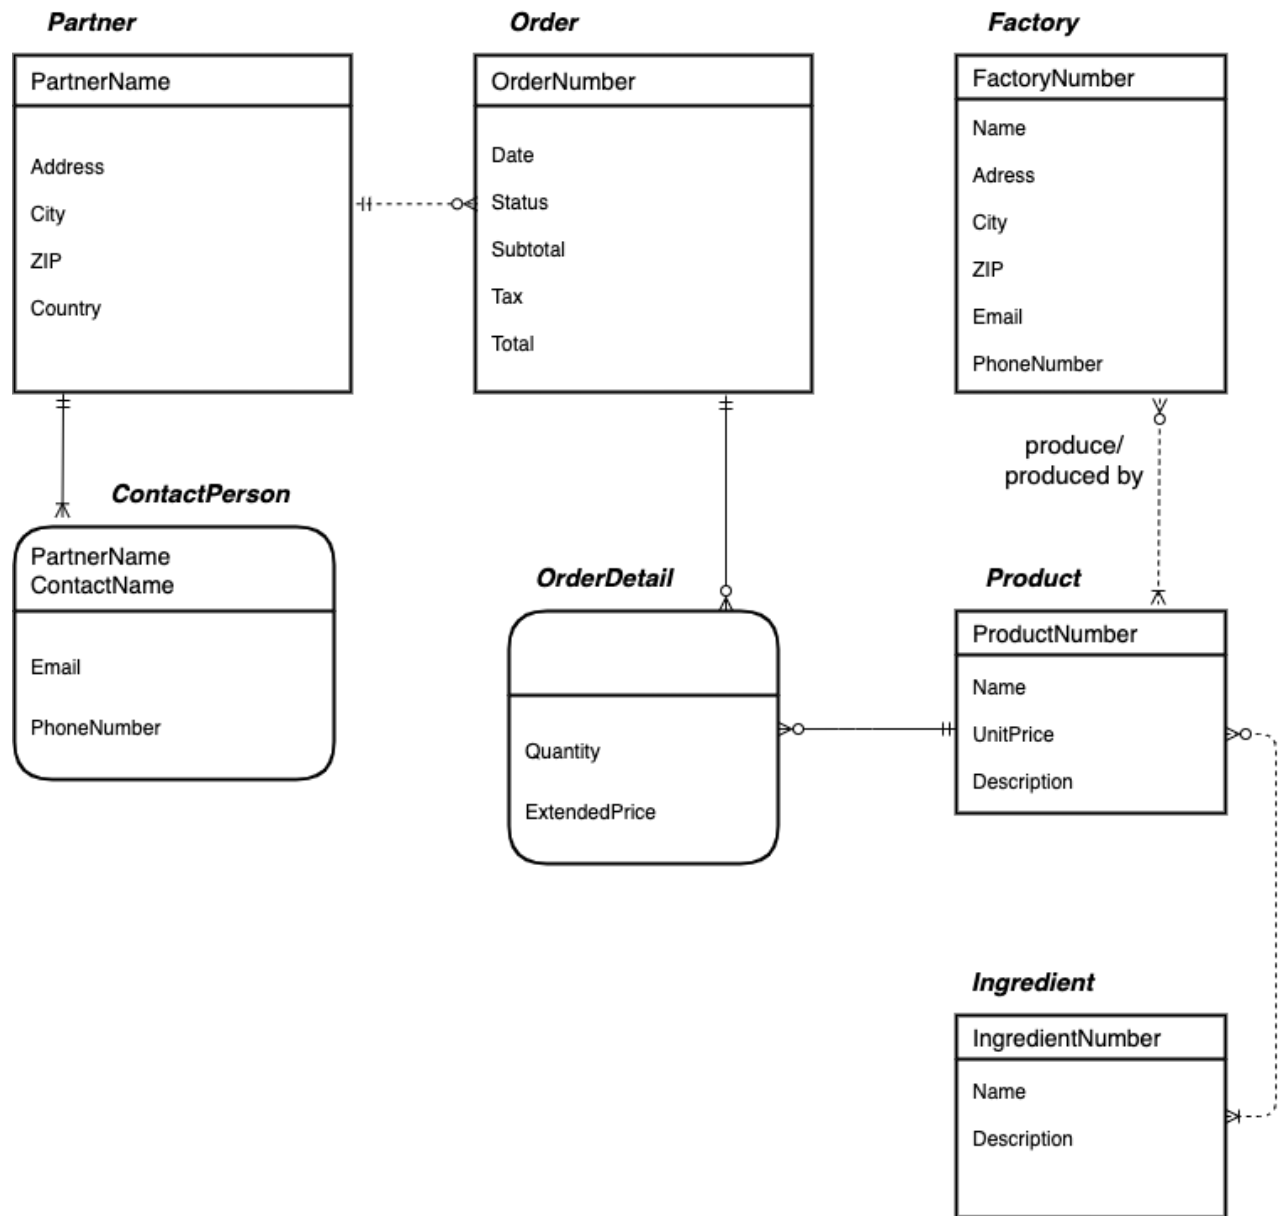 Partner
PartnerName
Address
City
ZIP
Country
Order
OrderNumber
Date
Status
Subtotal
Tax
Total
Factory
FactoryNumber
Name
Adress
City
ZIP
Email
PhoneNumber
produce/
produced by
ContactPerson
PartnerName
ContactName
Email
PhoneNumber
OrderDetail
Quantity
ExtendedPrice
Product
ProductNumber
Name
UnitPrice
Description
Ingredient
IngredientNumber
Name
Description